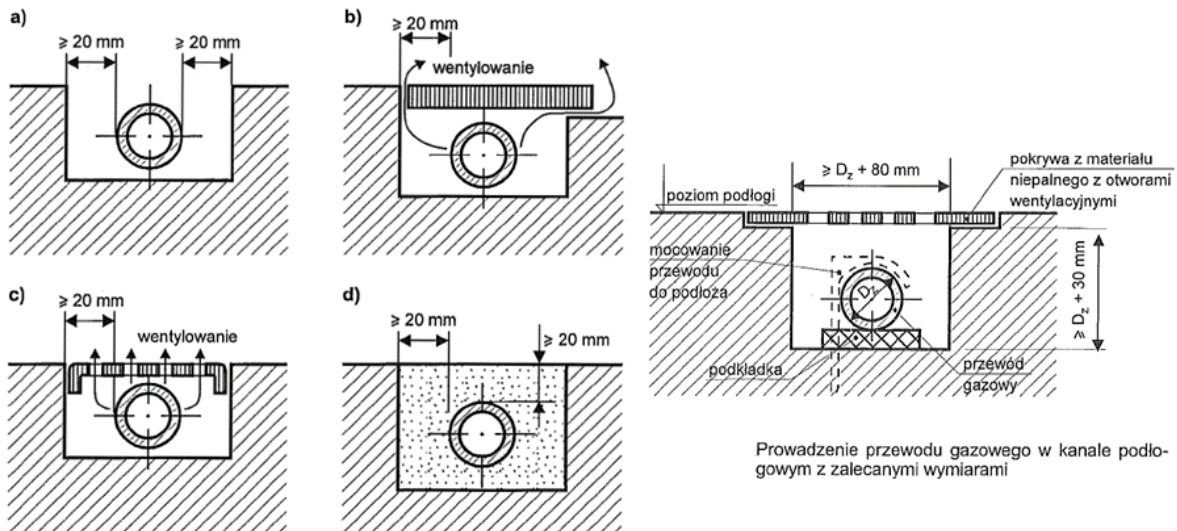 a)
≥ 20 mm
≥ 20 mm
b)
≥ 20 mm
wentylowanie
c)
≥ 20 mm
wentylowanie
d)
≥ 20 mm
≥ 20 mm
≥ Dz + 80 mm
pokrywa z materiału
niepalnego z otworami
wentylacyjnymi
poziom podłogi
mocowanie
przewodu
do podłoża
Dz
≥ Dz + 30 mm
podkładka
przewód
gazowy
Prowadzenie przewodu gazowego w kanale podło-
gowym z zalecanymi wymiarami